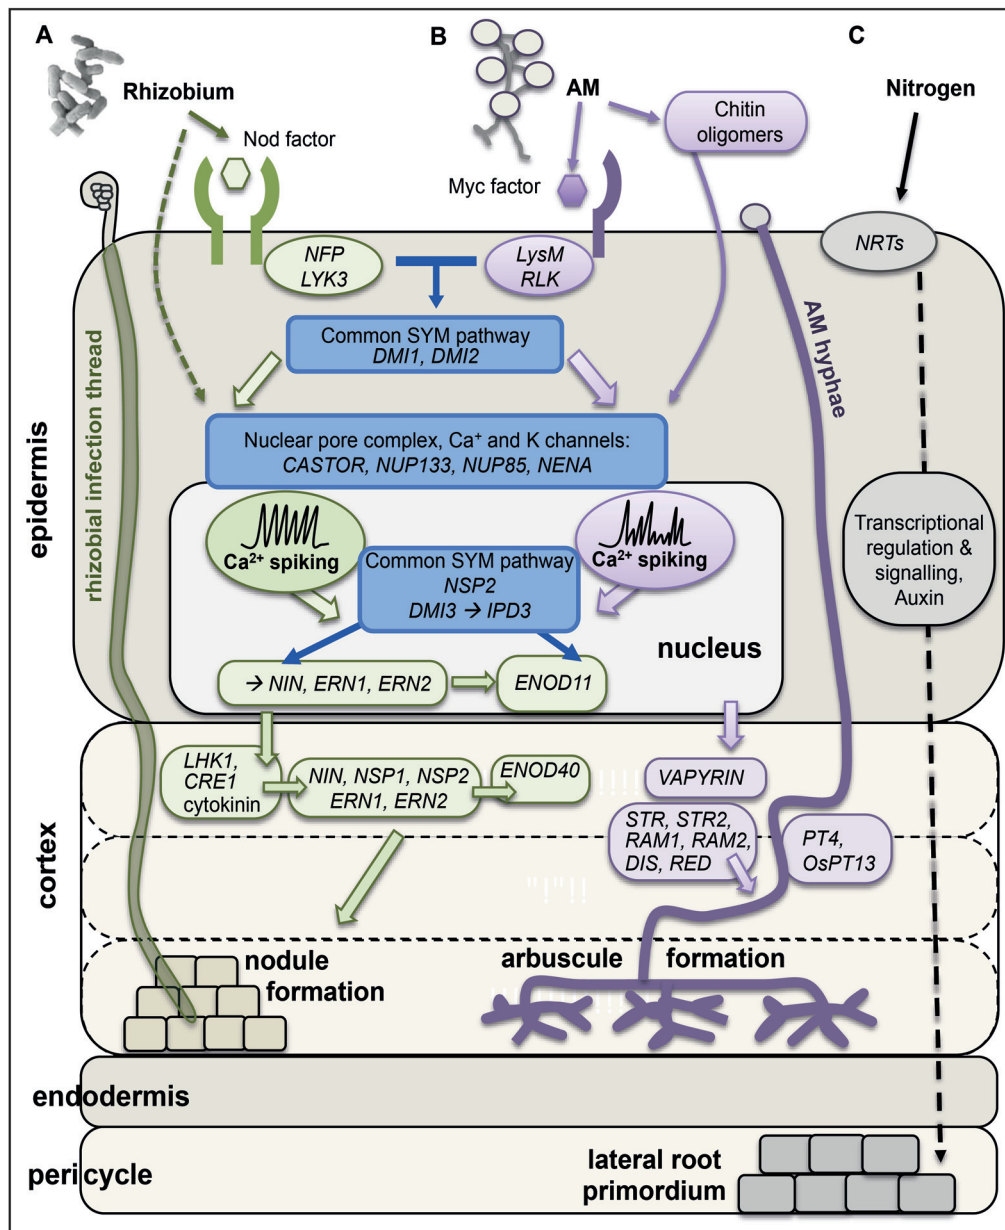 A
B
C
Rhizobium
AM
Nitrogen
Chitin
oligomers
Nod factor
Myc factor
NFP
LYK3
LysM
RLK
NRTs
Common SYM pathway
DMI1, DMI2
rhizobial infection thread
AM hyphae
epidermis
Nuclear pore complex, Ca⁺ and K channels:
CASTOR, NUP133, NUP85, NENA
Ca²⁺ spiking
Ca²⁺ spiking
Common SYM pathway
NSP2
DMI3 → IPD3
Transcriptional
regulation &
signalling,
Auxin
nucleus
→ NIN, ERN1, ERN2
ENOD11
cortex
LHK1,
CRE1
cytokinin
NIN, NSP1, NSP2
ERN1, ERN2
ENOD40
VAPYRIN
STR, STR2,
RAM1, RAM2,
DIS, RED
PT4,
OsPT13
nodule
formation
arbuscule formation
endodermis
pericycle
lateral root
primordium